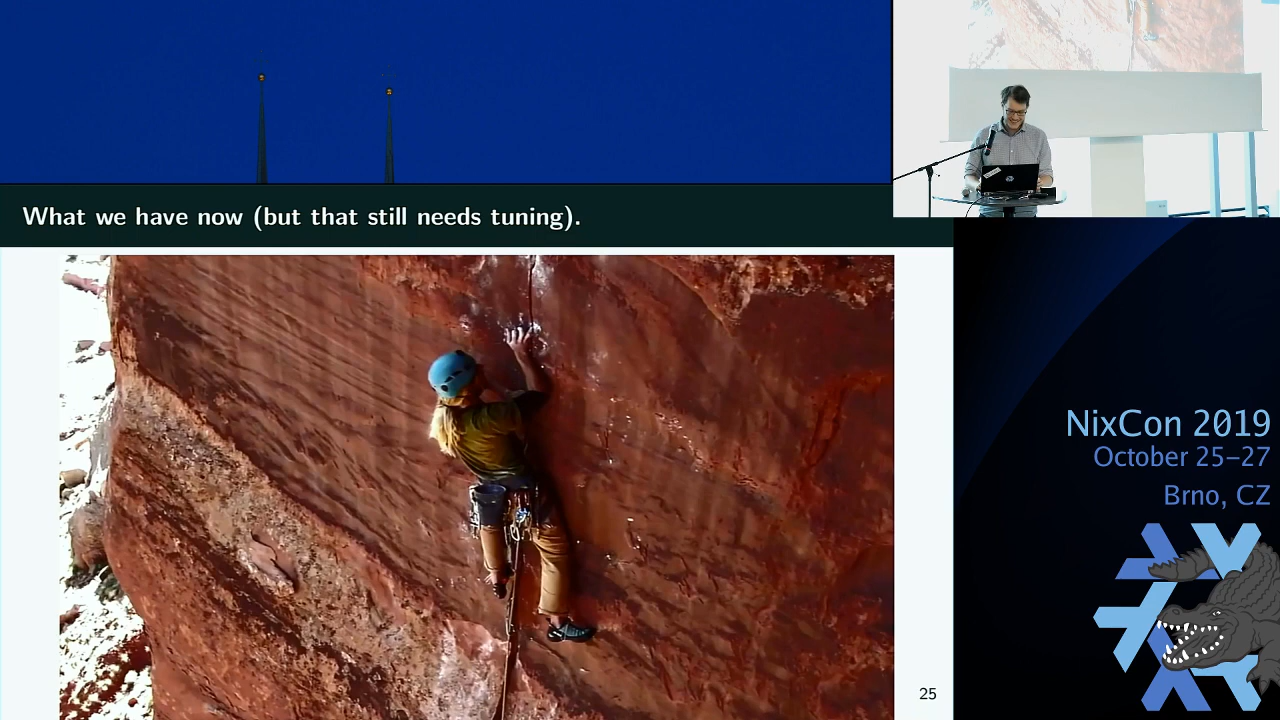 What we have now (but that still needs tuning).
NixCon 2019
October 25–27
Brno, CZ
25